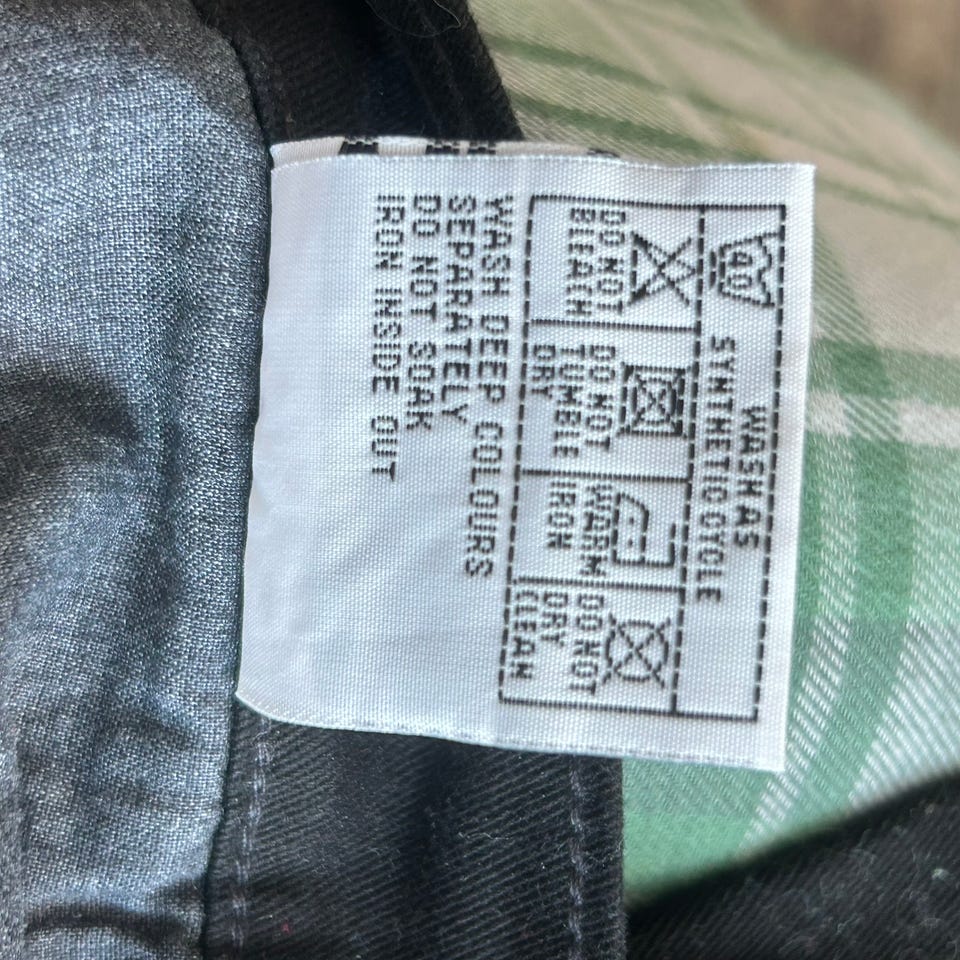 40
WASH AS
SYNTHETIC CYCLE
DO NOT
BLEACH
DO NOT
TUMBLE
DRY
WARM
IRON
DO NOT
DRY
CLEAN
WASH DEEP COLOURS
SEPARATELY
DO NOT SOAK
IRON INSIDE OUT